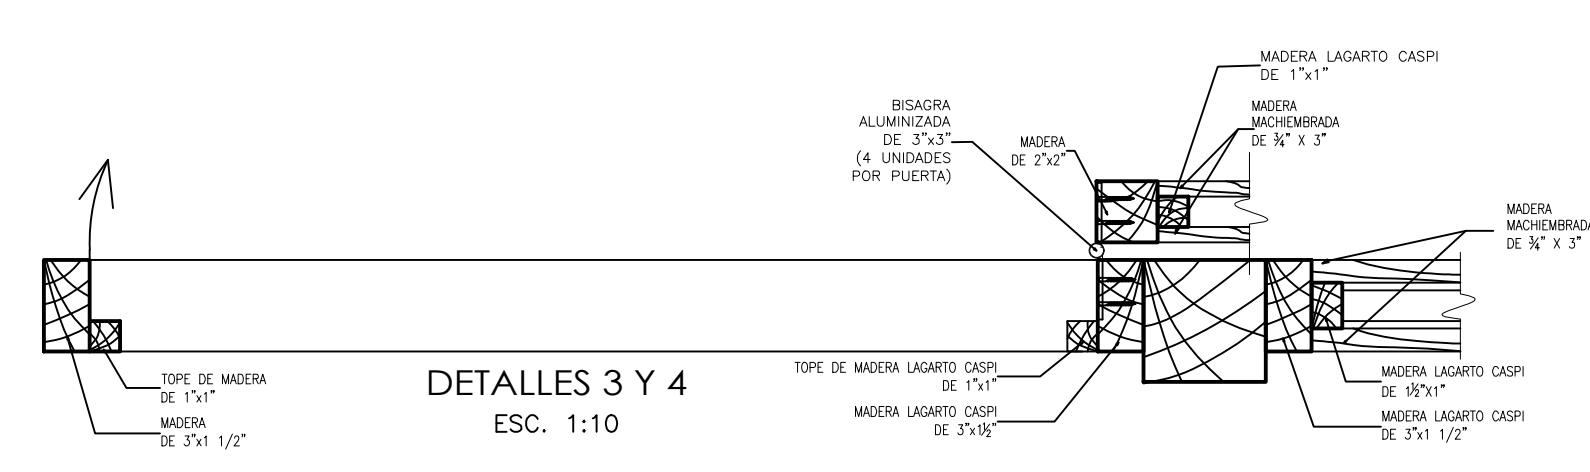 MADERA LAGARTO CASPI
DE 1"x1"
BISAGRA
ALUMINIZADA
DE 3"x3"
(4 UNIDADES
POR PUERTA)
MADERA
DE 2"x2"
MADERA
MACHIEMBRADA
DE ¾" X 3"
MADERA
MACHIEMBRADA
DE ¾" X 3"
TOPE DE MADERA
DE 1"x1"
MADERA
DE 3"x1 1/2"
DETALLES 3 Y 4
ESC. 1:10
TOPE DE MADERA LAGARTO CASPI
DE 1"x1"
MADERA LAGARTO CASPI
DE 3"x1½"
MADERA LAGARTO CASPI
DE 1½"X1"
MADERA LAGARTO CASPI
DE 3"x1 1/2"